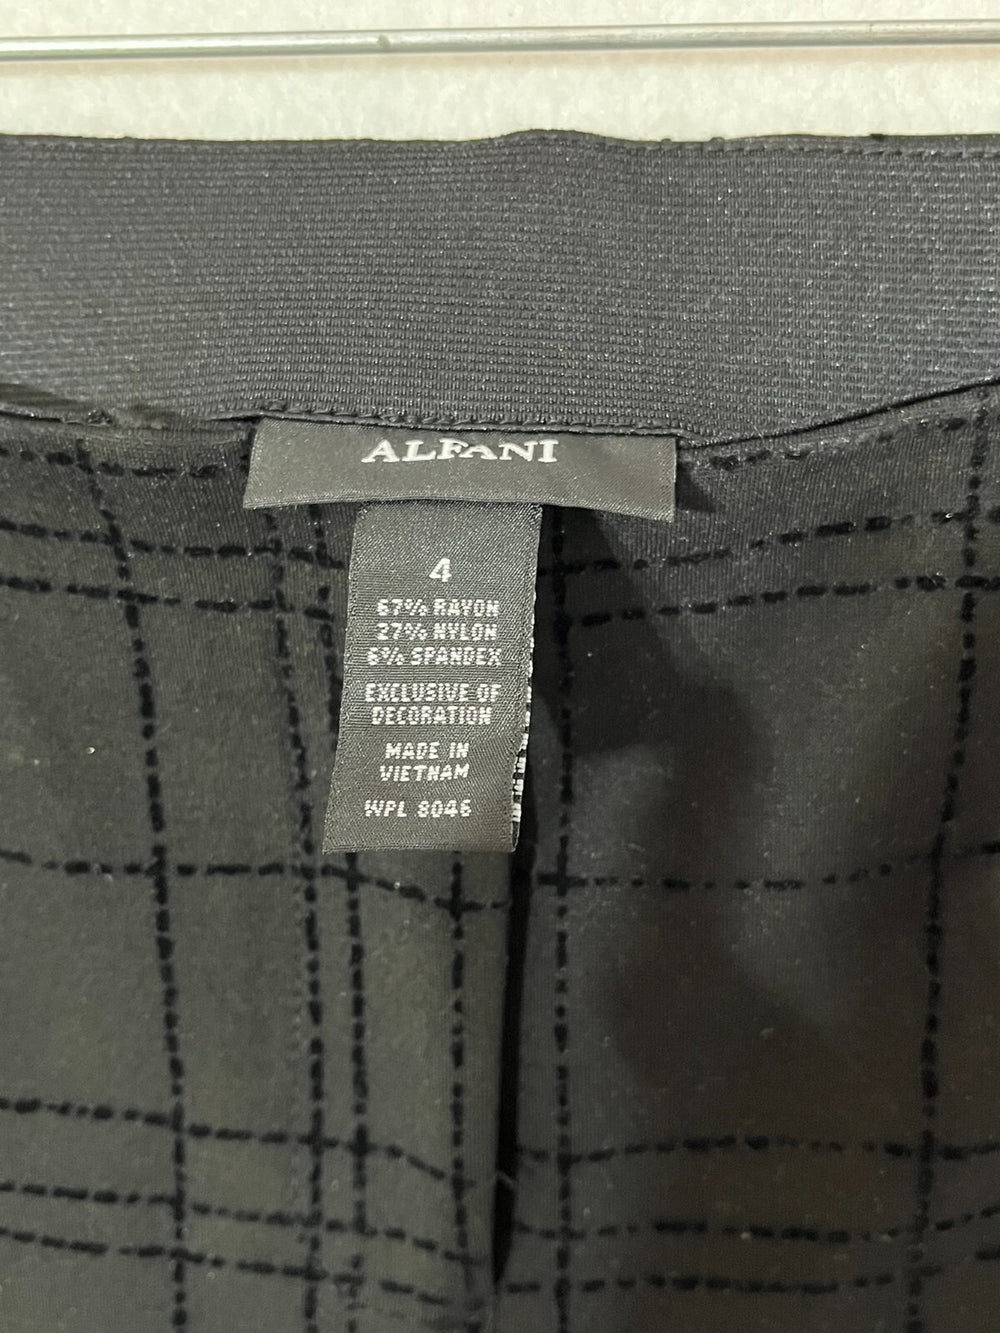 ALFANI
4
67% RAYON
27% NYLON
6% SPANDEX
EXCLUSIVE OF
DECORATION
MADE IN
VIETNAM
WPL 8046